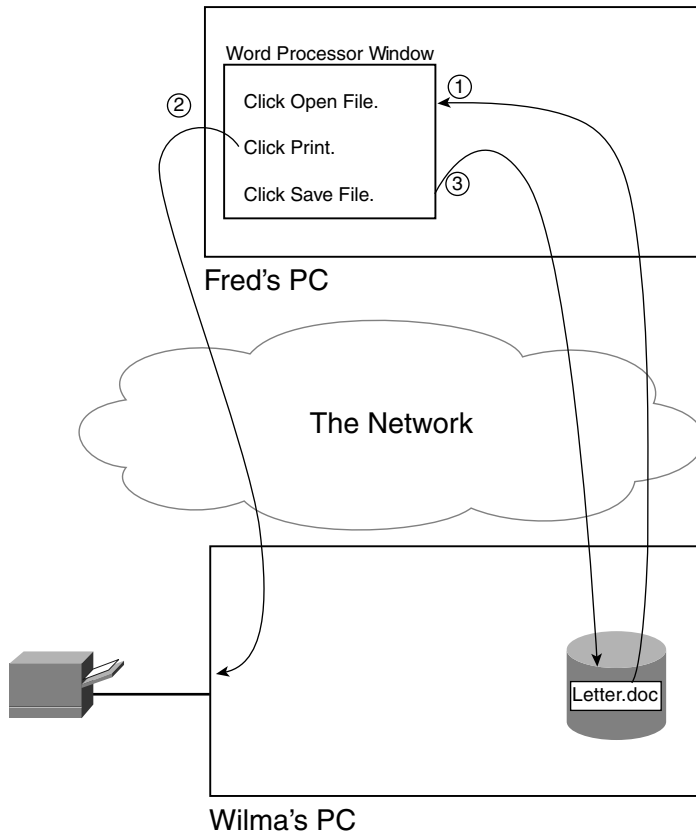 Word Processor Window
① 
②
Click Open File.
Click Print.
③
Click Save File.
Fred's PC
The Network
Letter.doc
Wilma's PC